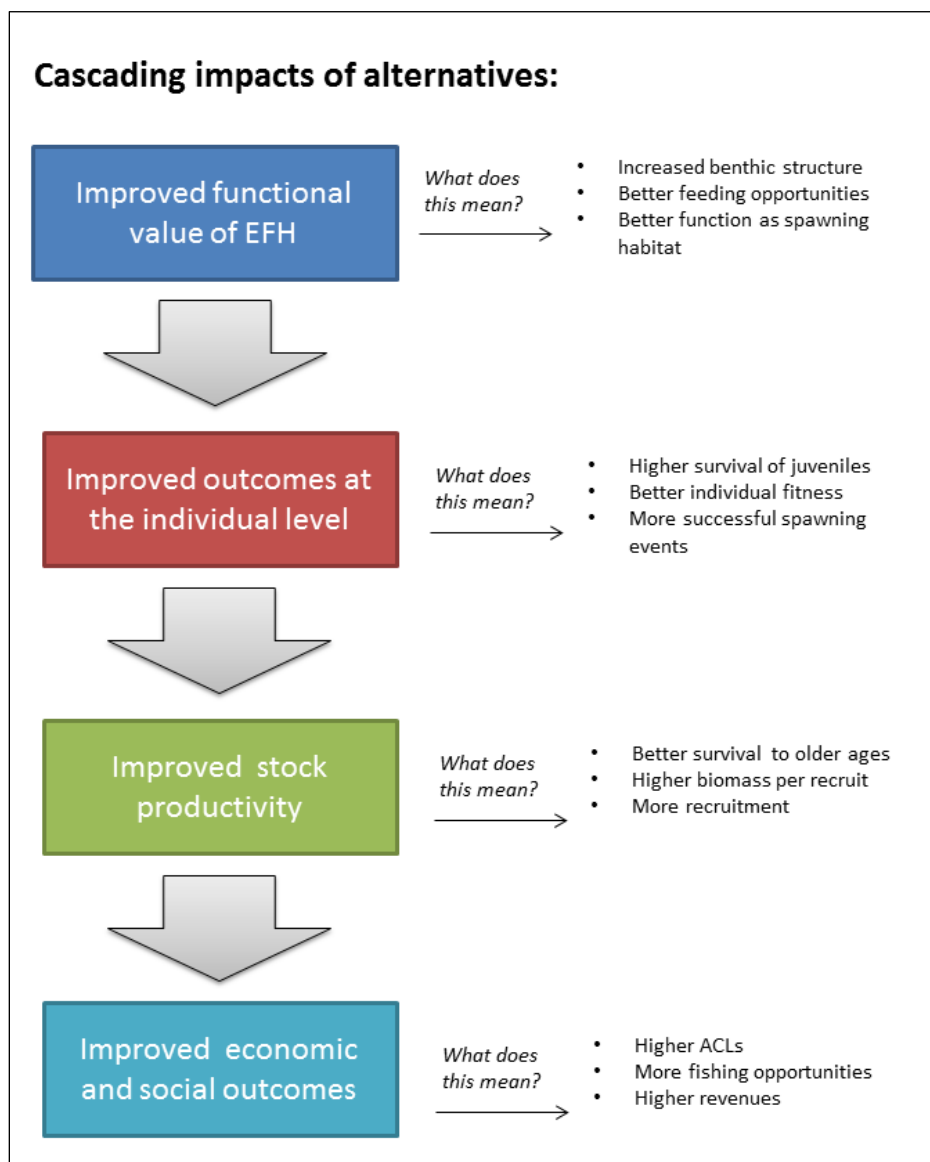 Cascading impacts of alternatives:
Improved functional
value of EFH
What does
this mean?
• Increased benthic structure
• Better feeding opportunities
• Better function as spawning
habitat
Improved outcomes at
the individual level
What does
this mean?
• Higher survival of juveniles
• Better individual fitness
• More successful spawning
events
Improved stock
productivity
What does
this mean?
• Better survival to older ages
• Higher biomass per recruit
• More recruitment
Improved economic
and social outcomes
What does
this mean?
• Higher ACLs
• More fishing opportunities
• Higher revenues